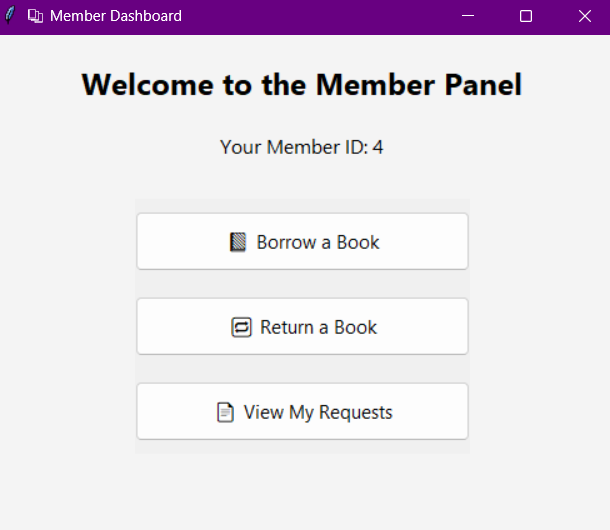 Member Dashboard
Welcome to the Member Panel
Your Member ID: 4
Borrow a Book
Return a Book
View My Requests